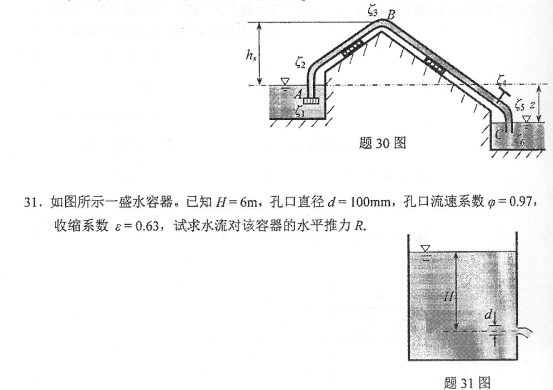 ζ₃ B
hₛ
ζ₂
A
ζ₁
ζ₄
ζ₅ z
C ζ₆
题 30 图
31．如图所示一盛水容器。已知 H = 6m，孔口直径 d = 100mm，孔口流速系数 φ = 0.97，
收缩系数 ε = 0.63，试求水流对该容器的水平推力 R.
H
d
题 31 图